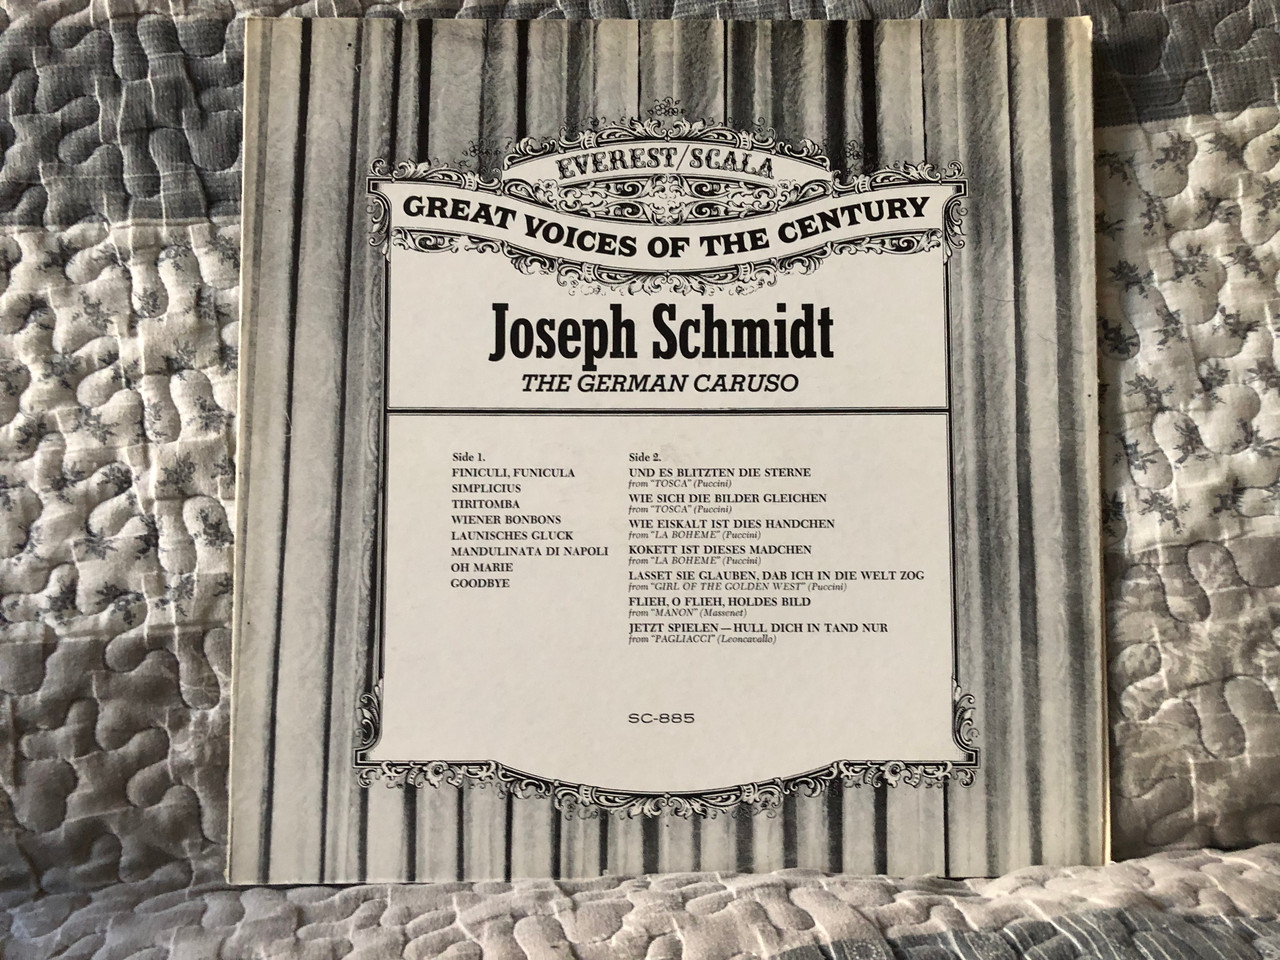 EVEREST/SCALA
GREAT VOICES OF THE CENTURY
Joseph Schmidt
THE GERMAN CARUSO
Side 1.
FINICULI, FUNICULA
SIMPLICIUS
TIRITOMBA
WIENER BONBONS
LAUNISCHES GLUCK
MANDULINATA DI NAPOLI
OH MARIE
GOODBYE
Side 2.
UND ES BLITZTEN DIE STERNE
from "TOSCA" (Puccini)
WIE SICH DIE BILDER GLEICHEN
from "TOSCA" (Puccini)
WIE EISKALT IST DIES HANDCHEN
from "LA BOHEME" (Puccini)
KOKETT IST DIESES MADCHEN
from "LA BOHEME" (Puccini)
LASSET SIE GLAUBEN, DAB ICH IN DIE WELT ZOG
from "GIRL OF THE GOLDEN WEST" (Puccini)
FLIEH, O FLIEH, HOLDES BILD
from "MANON" (Massenet)
JETZT SPIELEN — HULL DICH IN TAND NUR
from "PAGLIACCI" (Leoncavallo)
SC-885